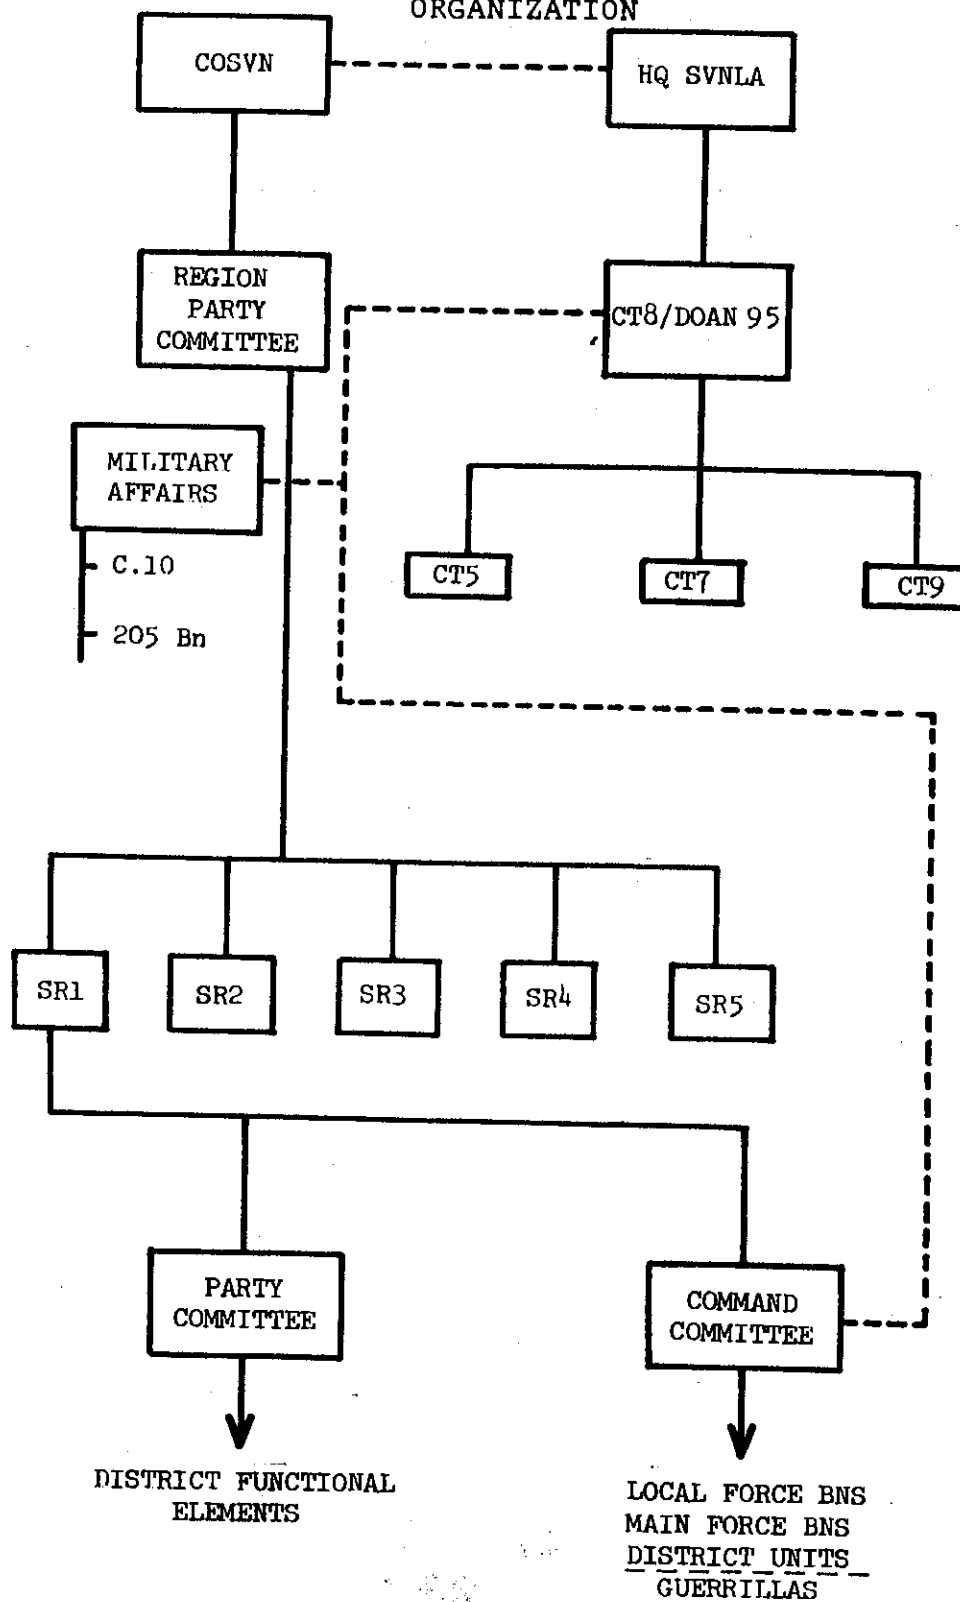 ORGANIZATION
COSVN
HQ SVNLA
REGION
PARTY
COMMITTEE
CT8/DOAN 95
MILITARY
AFFAIRS
C.10
205 Bn
CT5
CT7
CT9
SR1
SR2
SR3
SR4
SR5
PARTY
COMMITTEE
COMMAND
COMMITTEE
DISTRICT FUNCTIONAL
ELEMENTS
LOCAL FORCE BNS
MAIN FORCE BNS
DISTRICT UNITS
GUERRILLAS